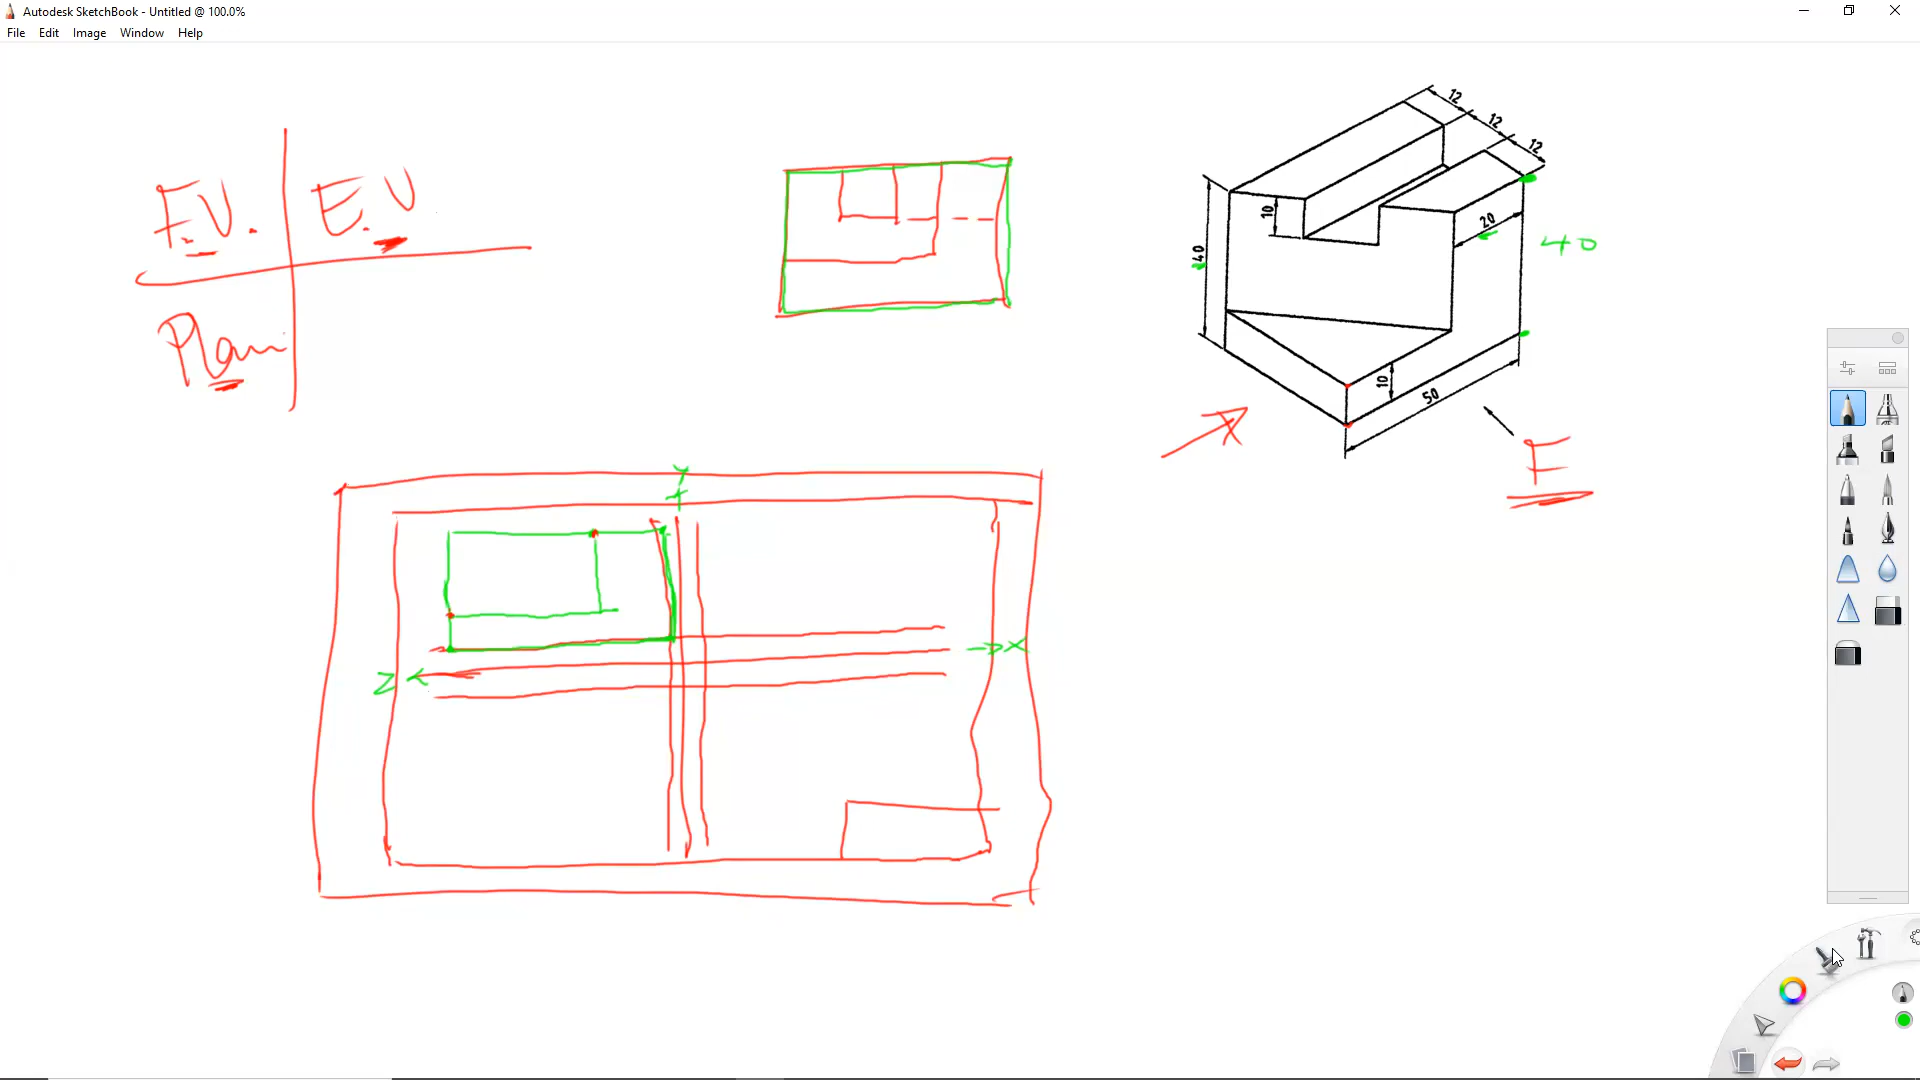 Autodesk SketchBook - Untitled @ 100.0%
File Edit Image Window Help
F.V. E.V
Plan
12
12
12
10
20
40
40
10
50
F
Y
X
Z